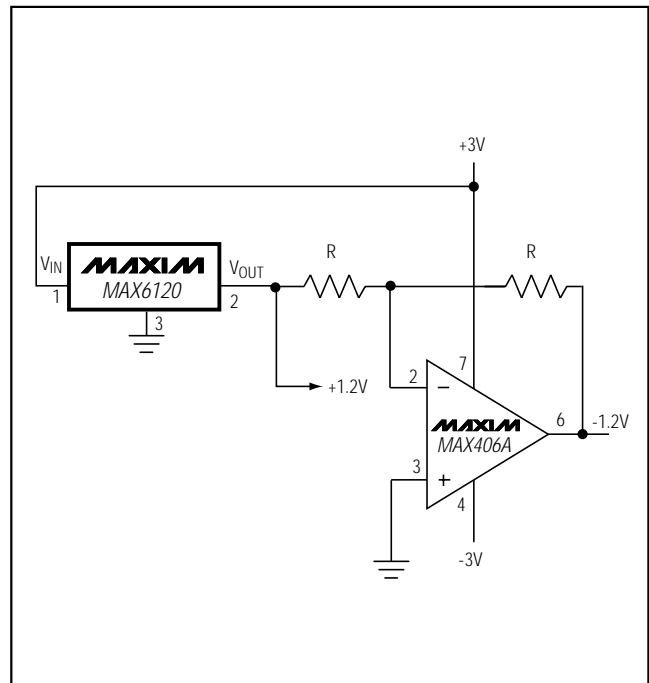 +3V
R
R
VIN
MAXIM
VOUT
1
MAX6120
2
3
+1.2V
7
2
−
MAXIM
6
-1.2V
MAX406A
3
+
4
-3V